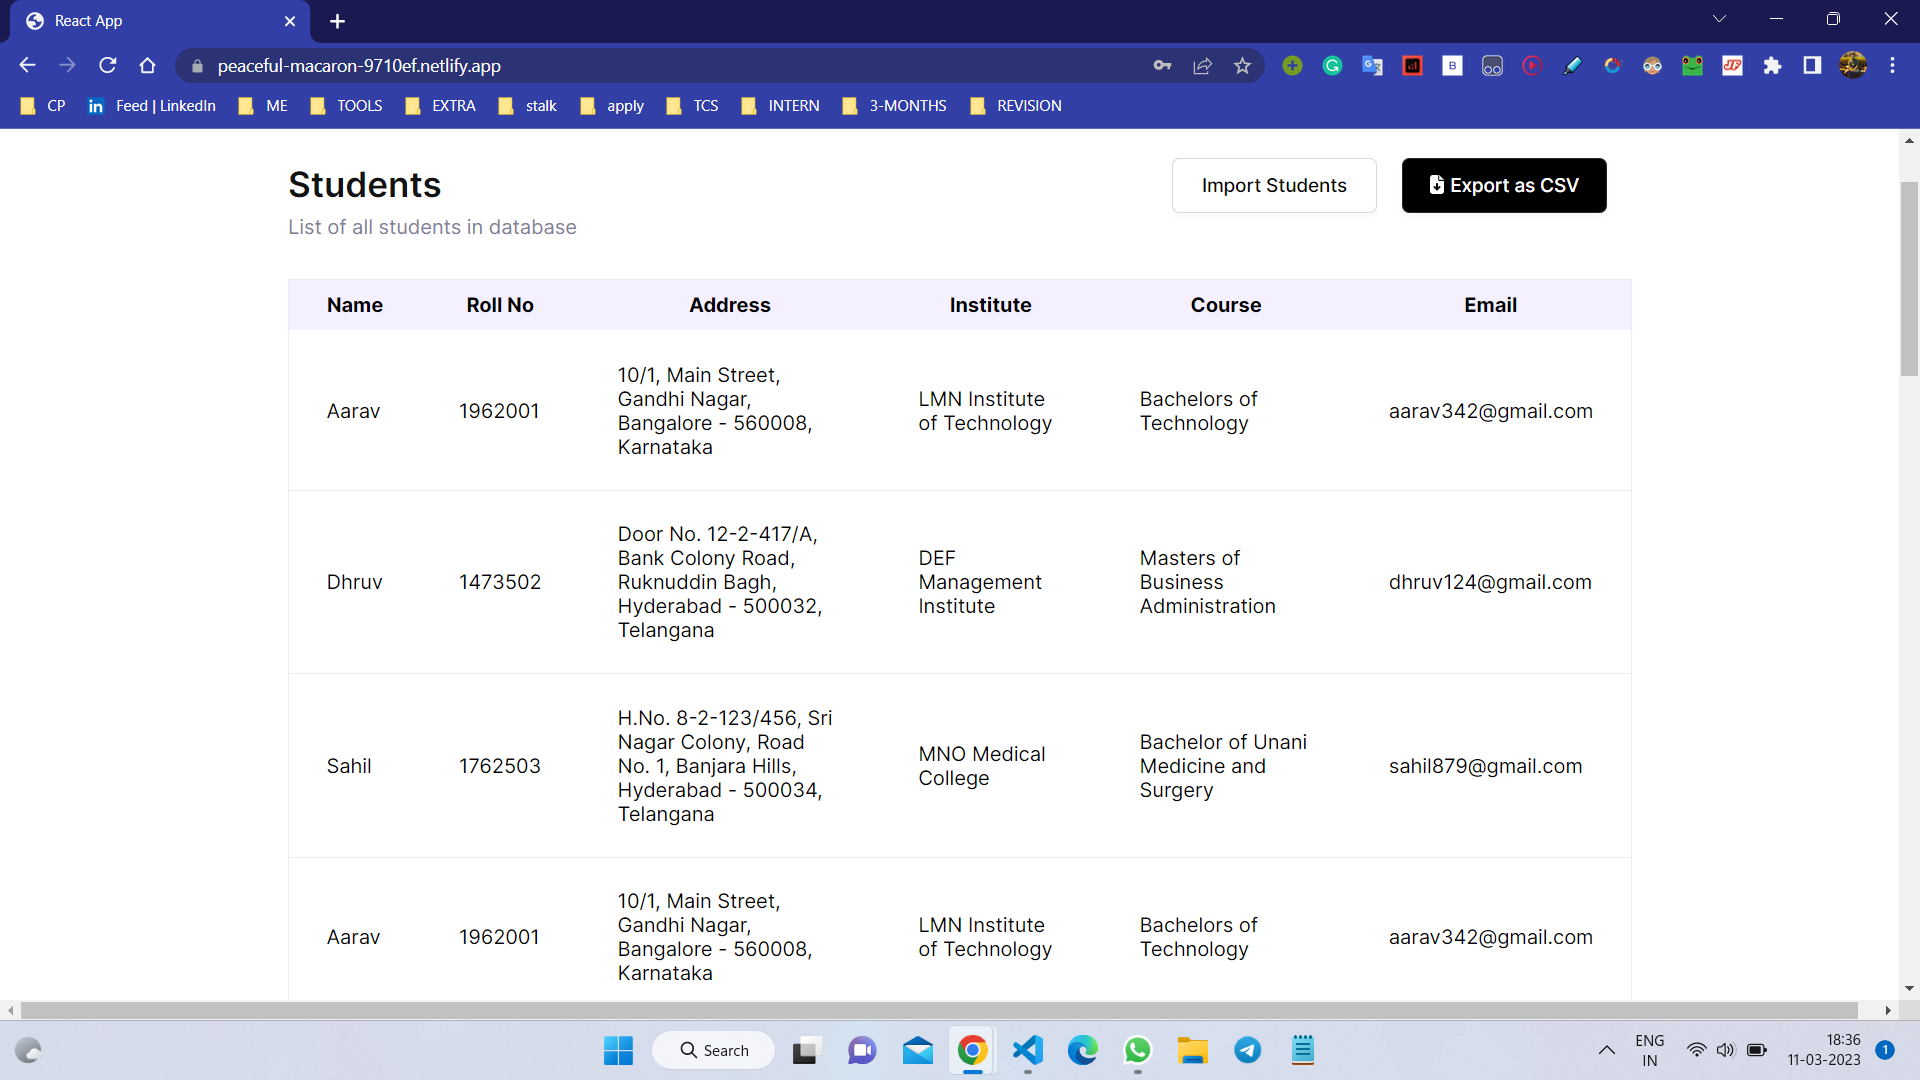 React App
peaceful-macaron-9710ef.netlify.app
CP Feed | LinkedIn ME TOOLS EXTRA stalk apply TCS INTERN 3-MONTHS REVISION
Students
Import Students Export as CSV
List of all students in database
Name Roll No Address Institute Course Email
Aarav
1962001
10/1, Main Street,
Gandhi Nagar,
Bangalore - 560008,
Karnataka
LMN Institute
of Technology
Bachelors of
Technology
aarav342@gmail.com
Dhruv
1473502
Door No. 12-2-417/A,
Bank Colony Road,
Ruknuddin Bagh,
Hyderabad - 500032,
Telangana
DEF
Management
Institute
Masters of
Business
Administration
dhruv124@gmail.com
Sahil
1762503
H.No. 8-2-123/456, Sri
Nagar Colony, Road
No. 1, Banjara Hills,
Hyderabad - 500034,
Telangana
MNO Medical
College
Bachelor of Unani
Medicine and
Surgery
sahil879@gmail.com
Aarav
1962001
10/1, Main Street,
Gandhi Nagar,
Bangalore - 560008,
Karnataka
LMN Institute
of Technology
Bachelors of
Technology
aarav342@gmail.com
Search
ENG
IN
18:36
11-03-2023
1